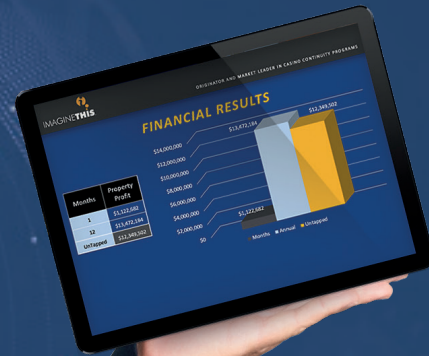 IMAGINETHIS
ORIGINATOR AND MARKET LEADER IN CASINO CONTINUITY PROGRAMS
FINANCIAL RESULTS
Months Property Profit
1 $1,122,682
12 $13,472,184
UnTapped $12,349,502
$14,000,000
$12,000,000
$10,000,000
$8,000,000
$6,000,000
$4,000,000
$2,000,000
$0
$1,122,682
$13,472,184
$12,349,502
Months Annual Untapped